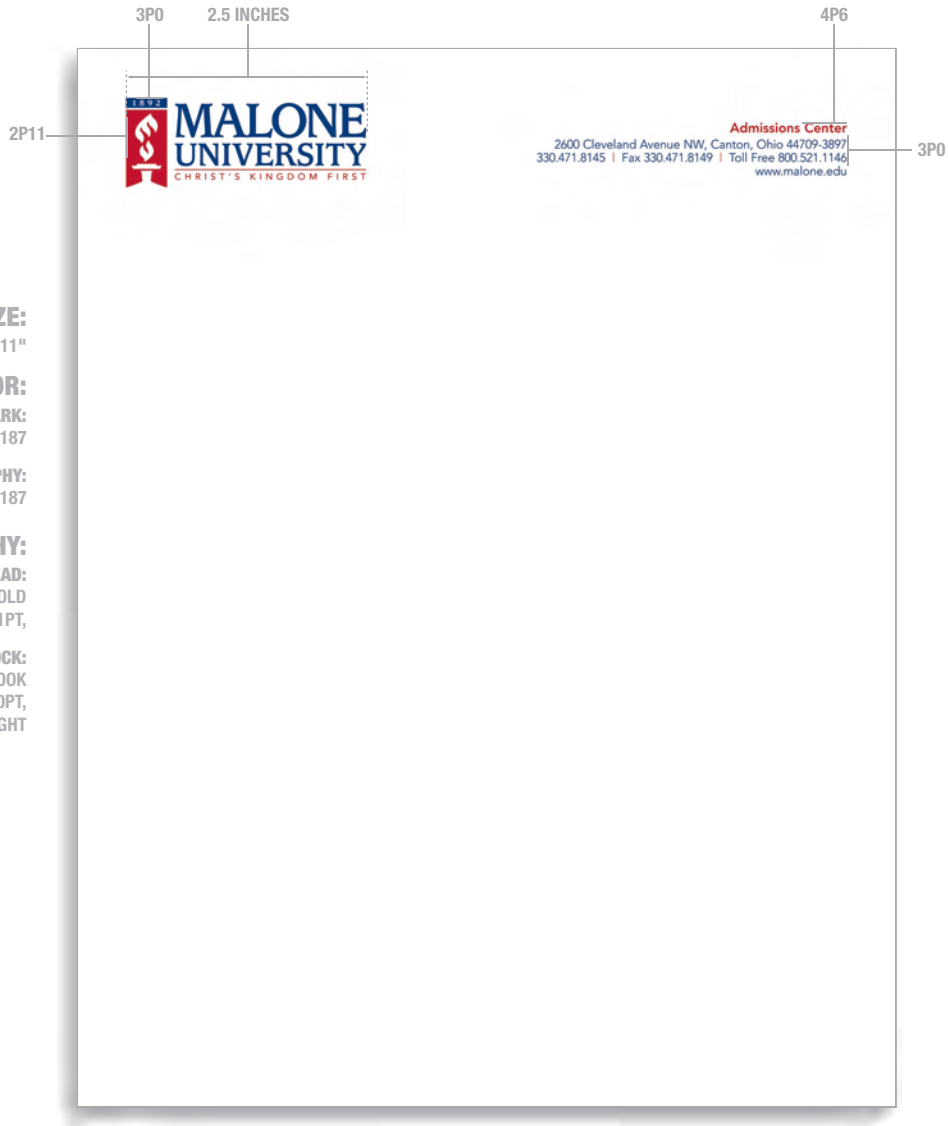 3P0 2.5 INCHES 4P6
1892
MALONE
UNIVERSITY
CHRIST'S KINGDOM FIRST
2P11
Admissions Center
2600 Cleveland Avenue NW, Canton, Ohio 44709-3897
330.471.8145 | Fax 330.471.8149 | Toll Free 800.521.1146
www.malone.edu
3P0
ZE:
11"
OR:
ARK:
187
PHY:
187
HY:
EAD:
OLD
1PT,
OCK:
OOK
0PT,
GHT